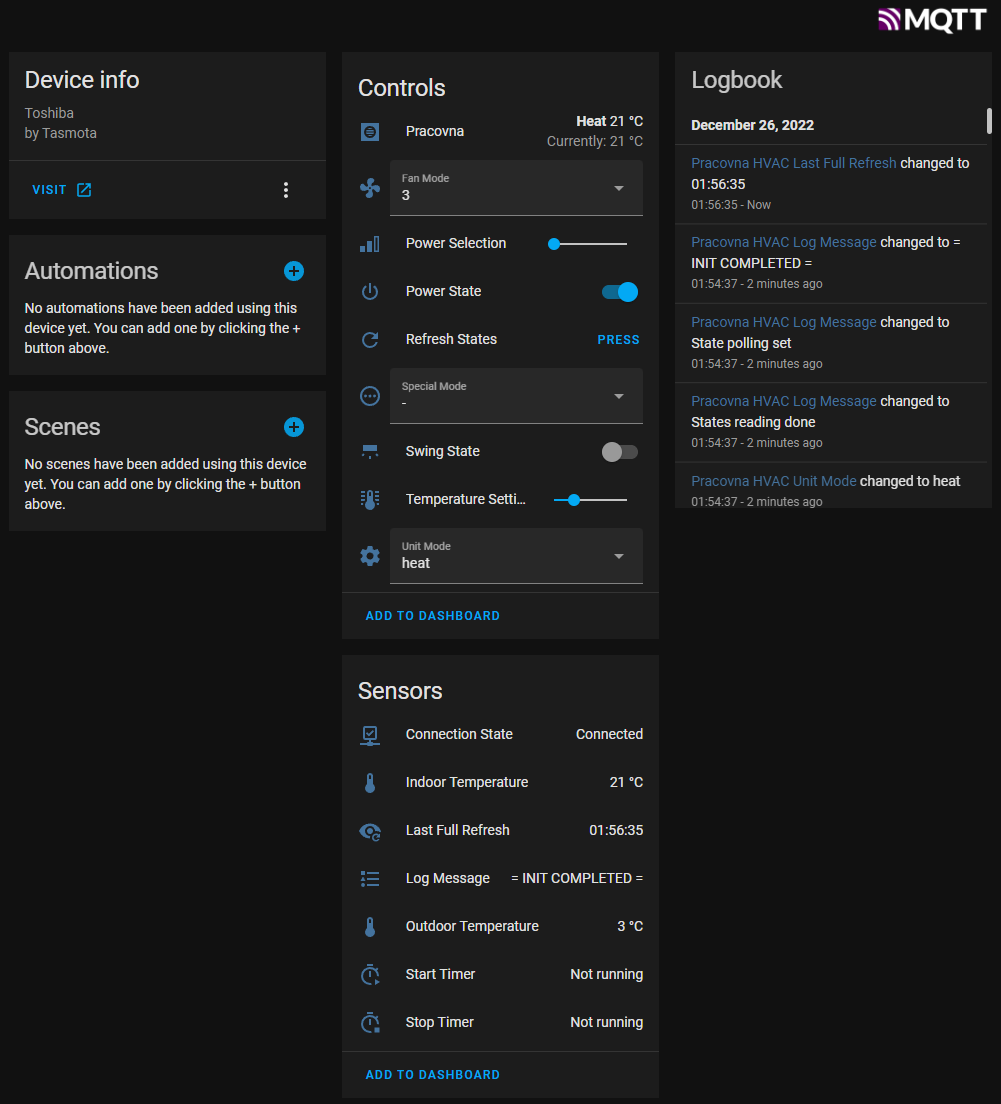 MQTT
Device info
Toshiba
by Tasmota
VISIT
Automations
No automations have been added using this
device yet. You can add one by clicking the +
button above.
Scenes
No scenes have been added using this device
yet. You can add one by clicking the + button
above.
Controls
Pracovna
Heat 21 °C
Currently: 21 °C
Fan Mode
3
Power Selection
Power State
Refresh States PRESS
Special Mode
-
Swing State
Temperature Setti...
Unit Mode
heat
ADD TO DASHBOARD
Sensors
Connection State Connected
Indoor Temperature 21 °C
Last Full Refresh 01:56:35
Log Message = INIT COMPLETED =
Outdoor Temperature 3 °C
Start Timer Not running
Stop Timer Not running
ADD TO DASHBOARD
Logbook
December 26, 2022
Pracovna HVAC Last Full Refresh changed to
01:56:35
01:56:35 - Now
Pracovna HVAC Log Message changed to =
INIT COMPLETED =
01:54:37 - 2 minutes ago
Pracovna HVAC Log Message changed to
State polling set
01:54:37 - 2 minutes ago
Pracovna HVAC Log Message changed to
States reading done
01:54:37 - 2 minutes ago
Pracovna HVAC Unit Mode changed to heat
01:54:37 - 2 minutes ago